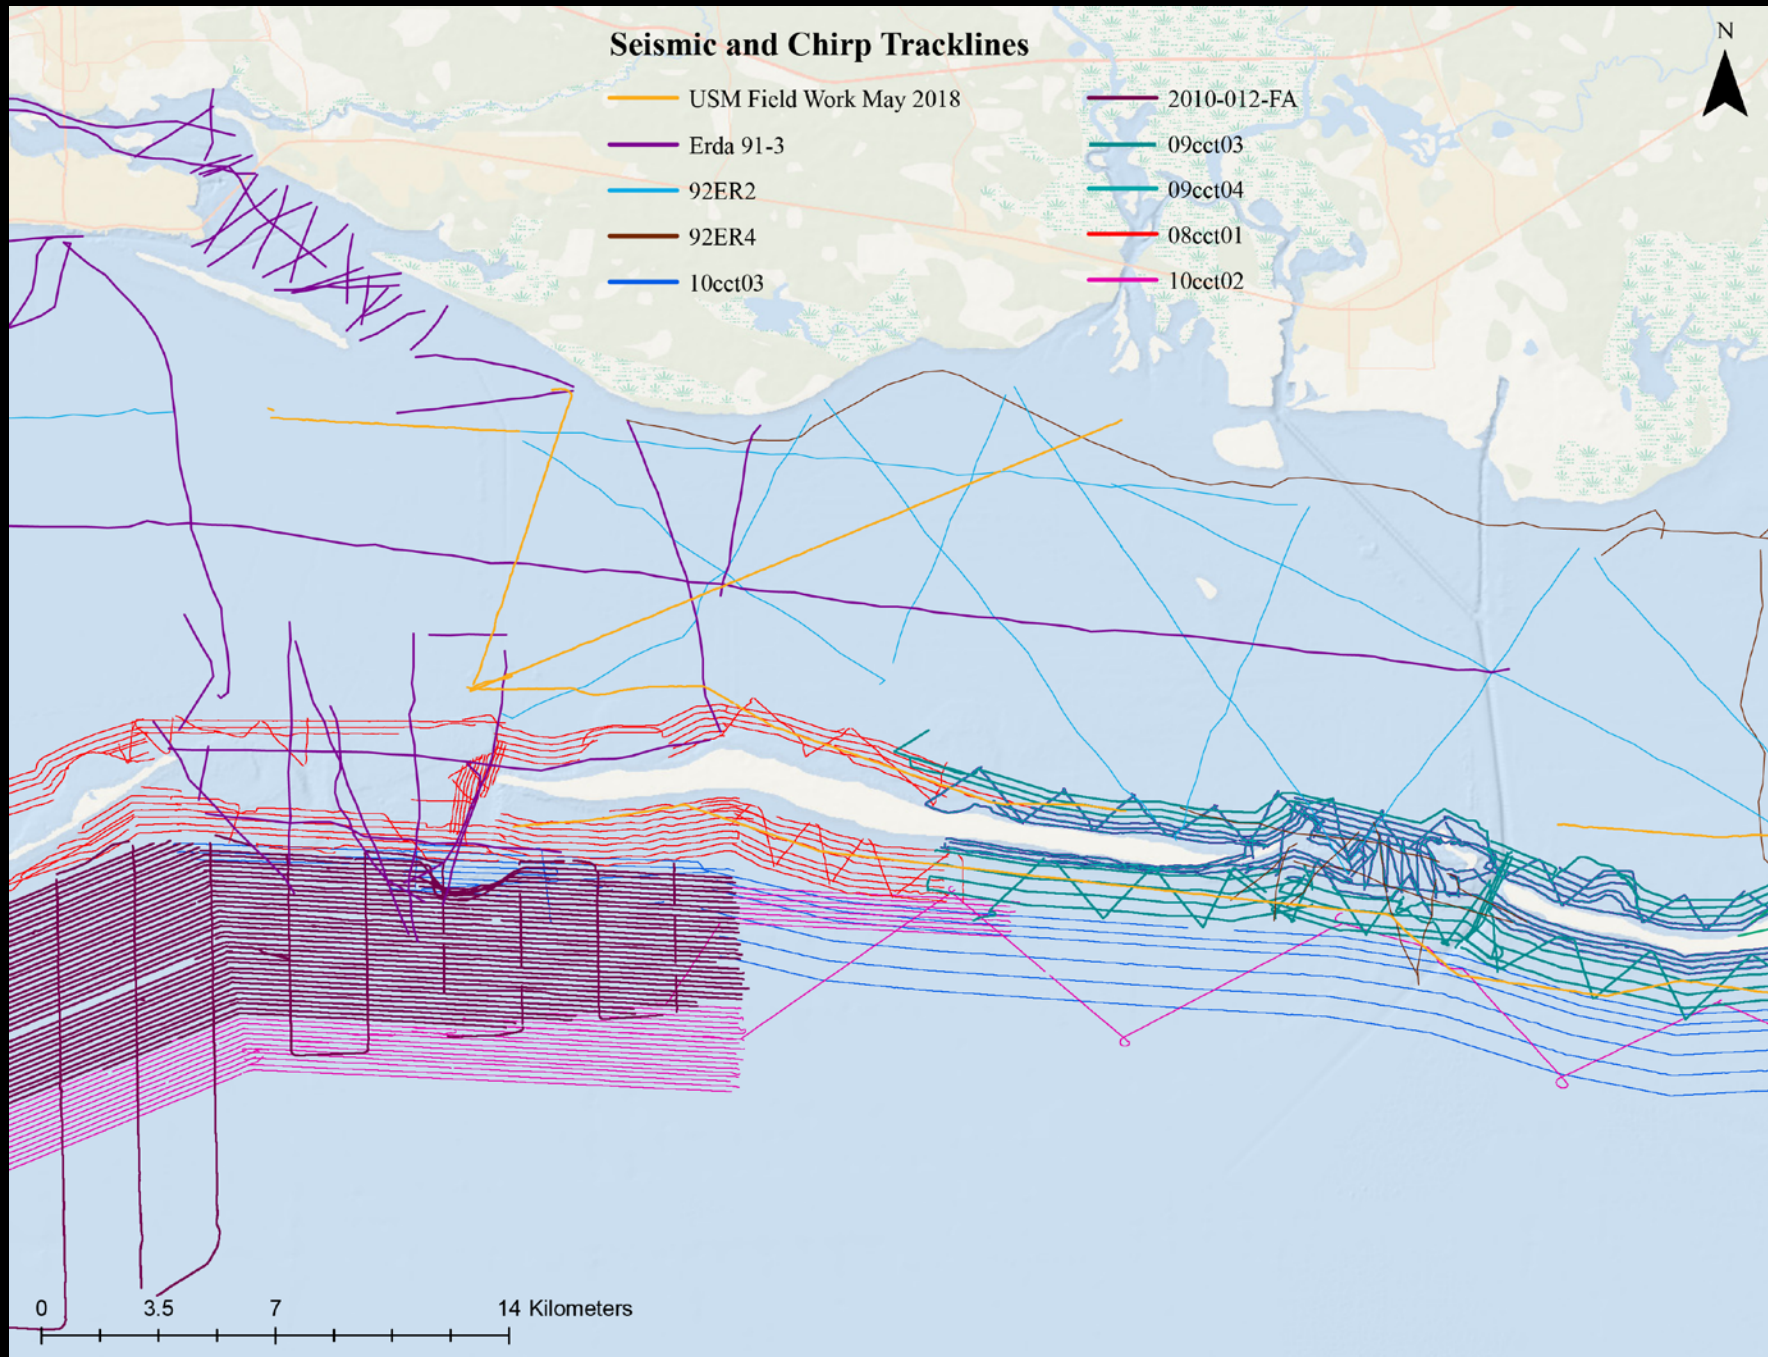 Seismic and Chirp Tracklines
N
USM Field Work May 2018
Erda 91-3
92ER2
92ER4
10cct03
2010-012-FA
09cct03
09cct04
08cct01
10cct02
0 3.5 7 14 Kilometers